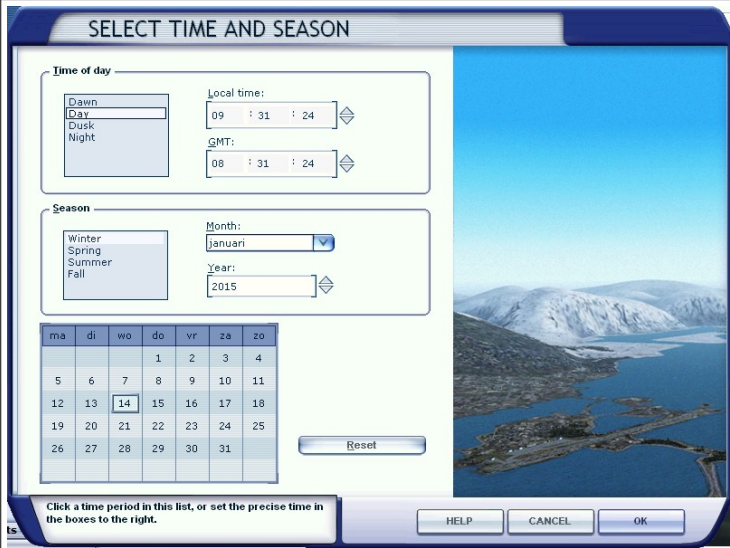 SELECT TIME AND SEASON
Time of day
Dawn
Day
Dusk
Night
Local time:
09 : 31 : 24
GMT:
08 : 31 : 24
Season
Winter
Spring
Summer
Fall
Month:
januari
Year:
2015
ma di wo do vr za zo
1 2 3 4
5 6 7 8 9 10 11
12 13 14 15 16 17 18
19 20 21 22 23 24 25
26 27 28 29 30 31
Reset
Click a time period in this list, or set the precise time in
the boxes to the right.
ts
HELP CANCEL OK